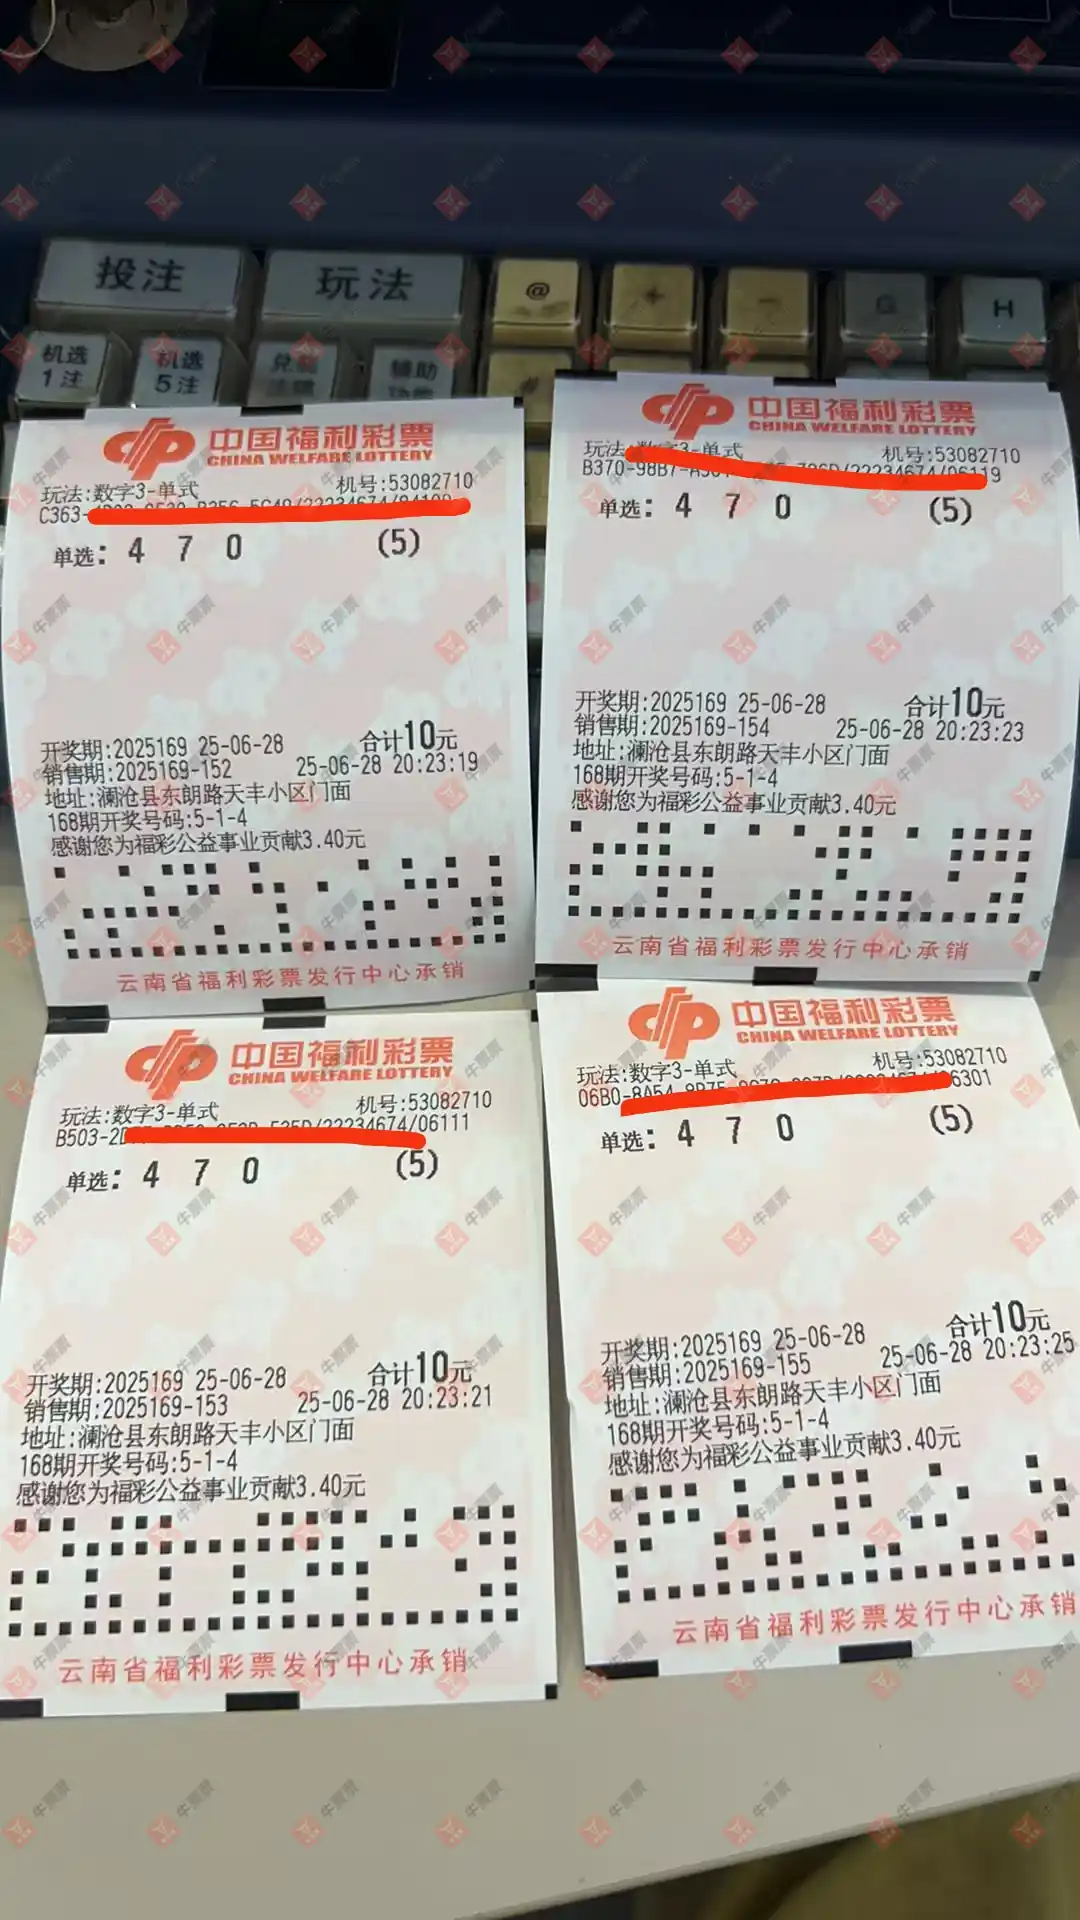 投注
玩法
@
+
-
G
H
机选
1注
机选
5注
辅助
中国福利彩票
CHINA WELFARE LOTTERY
玩法:数字3-单式 机号:53082710
C363-
单选: 4 7 0 (5)
开奖期:2025169 25-06-28 合计10元
销售期:2025169-152 25-06-28 20:23:19
地址:澜沧县东朗路天丰小区门面
168期开奖号码:5-1-4
感谢您为福彩公益事业贡献3.40元
云南省福利彩票发行中心承销
中国福利彩票
CHINA WELFARE LOTTERY
玩法:数字3-单式 机号:53082710
B370-98B7- /22234674/06119
单选: 4 7 0 (5)
开奖期:2025169 25-06-28 合计10元
销售期:2025169-154 25-06-28 20:23:23
地址:澜沧县东朗路天丰小区门面
168期开奖号码:5-1-4
感谢您为福彩公益事业贡献3.40元
云南省福利彩票发行中心承销
中国福利彩票
CHINA WELFARE LOTTERY
玩法:数字3-单式 机号:53082710
B503- /22234674/06111
单选: 4 7 0 (5)
开奖期:2025169 25-06-28 合计10元
销售期:2025169-153 25-06-28 20:23:21
地址:澜沧县东朗路天丰小区门面
168期开奖号码:5-1-4
感谢您为福彩公益事业贡献3.40元
云南省福利彩票发行中心承销
中国福利彩票
CHINA WELFARE LOTTERY
玩法:数字3-单式 机号:53082710
06B0- 06301
单选: 4 7 0 (5)
开奖期:2025169 25-06-28 合计10元
销售期:2025169-155 25-06-28 20:23:25
地址:澜沧县东朗路天丰小区门面
168期开奖号码:5-1-4
感谢您为福彩公益事业贡献3.40元
云南省福利彩票发行中心承销
牛票票